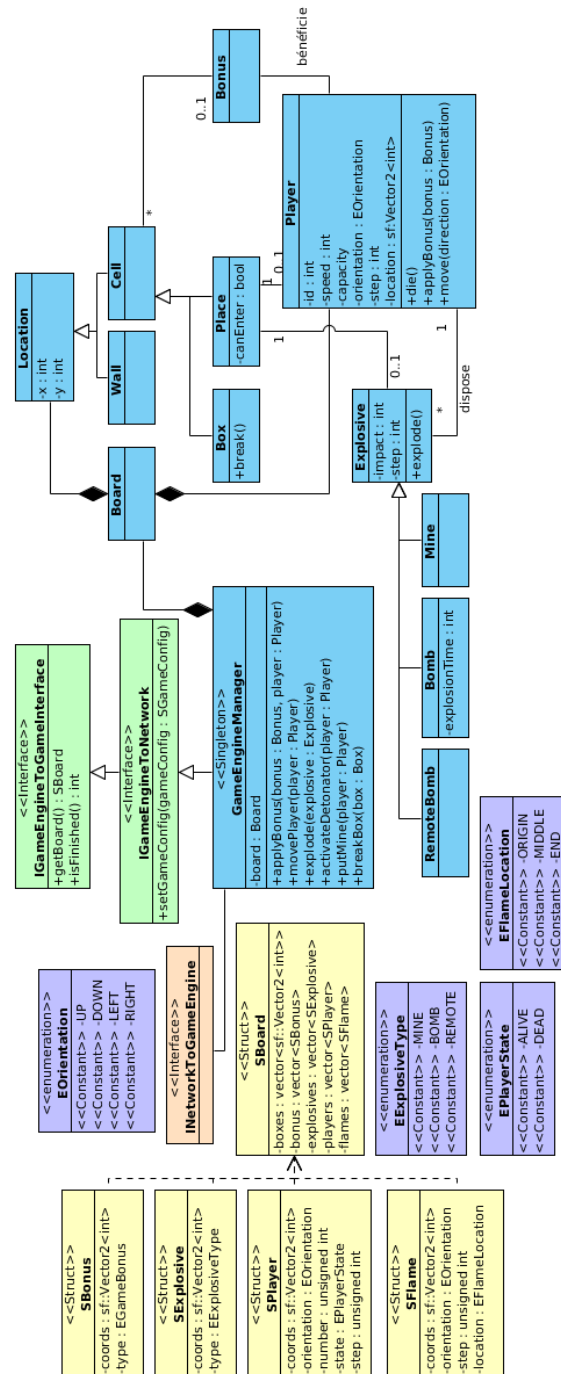 <<Struct>>
SBonus
-coords : sf::Vector2<int>
-type : EGameBonus
<<Struct>>
SExplosive
-coords : sf::Vector2<int>
-type : EExplosiveType
<<Struct>>
SPlayer
-coords : sf::Vector2<int>
-orientation : EOrientation
-number : unsigned int
-state : EPlayerState
-step : unsigned int
<<Struct>>
SFlame
-coords : sf::Vector2<int>
-orientation : EOrientation
-step : unsigned int
-location : EFlameLocation
<<enumeration>>
EOrientation
<<Constant>> -UP
<<Constant>> -DOWN
<<Constant>> -LEFT
<<Constant>> -RIGHT
<<Interface>>
INetworkToGameEngine
<<Struct>>
SBoard
-boxes : vector<sf::Vector2<int>>
-bonus : vector<SBonus>
-explosives : vector<SExplosive>
-players : vector<SPlayer>
-flames : vector<SFlame>
<<enumeration>>
EExplosiveType
<<Constant>> -MINE
<<Constant>> -BOMB
<<Constant>> -REMOTE
<<enumeration>>
EPlayerState
<<Constant>> -ALIVE
<<Constant>> -DEAD
<<enumeration>>
EFlameLocation
<<Constant>> -ORIGIN
<<Constant>> -MIDDLE
<<Constant>> -END
<<Interface>>
IGameEngineToGameInterface
+getBoard() : SBoard
+isFinished() : int
<<Interface>>
IGameEngineToNetwork
+setGameConfig(gameConfig : SGameConfig)
<<Singleton>>
GameEngineManager
-board : Board
+applyBonus(bonus : Bonus, player : Player)
+movePlayer(player : Player)
+explode(explosive : Explosive)
+activateDetonator(player : Player)
+putMine(player : Player)
+breakBox(box : Box)
RemoteBomb
Bomb
-explosionTime : int
Mine
Board
Location
-x : int
-y : int
Wall
Cell
*
Box
+break()
Place
-canEnter : bool
1
1
0..1
0..1
Explosive
-impact : int
-step : int
+explode()
*
dispose
1
Bonus
0..1
bénéficie
Player
-id : int
-speed : int
-capacity
-orientation : EOrientation
-step : int
-location : sf:Vector2<int>
+die()
+applyBonus(bonus : Bonus)
+move(direction : EOrientation)